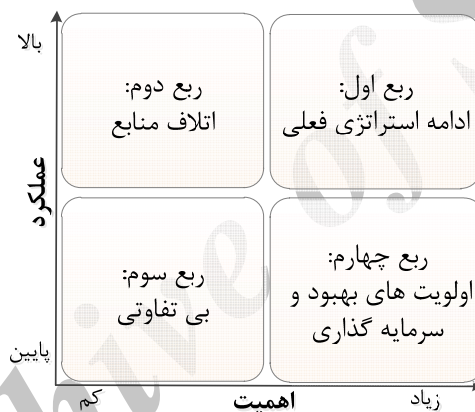 بالا
ربع دوم:
اتلاف منابع
ربع اول:
ادامه استراتژی فعلی
عملکرد
ربع سوم:
بی تفاوتی
ربع چهارم:
اولویت های بهبود و
سرمایه گذاری
پایین
کم
اهمیت
زیاد